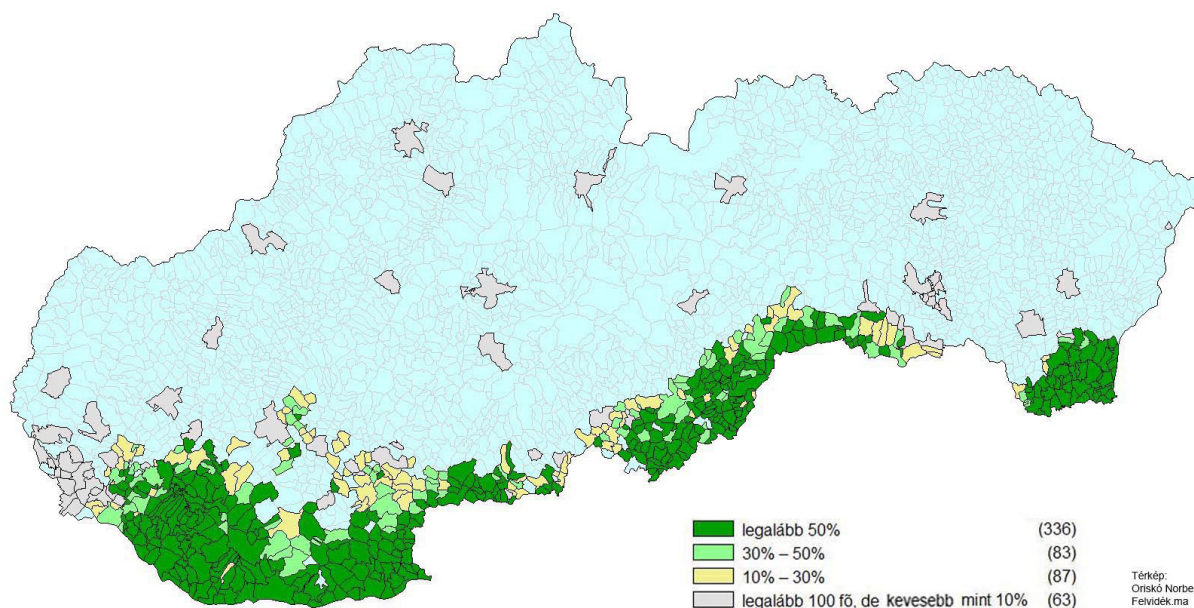 legalább 50% (336)
30% – 50% (83)
10% – 30% (87)
legalább 100 fő, de kevesebb mint 10% (63)
Térkép:
Oriskó Norbe
Felvidék.ma